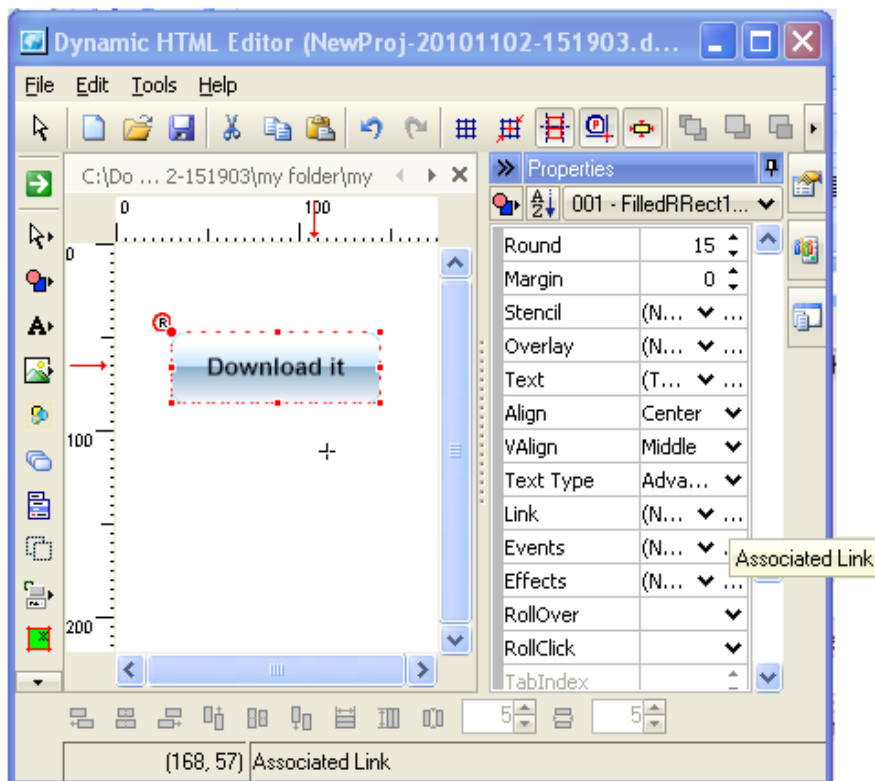 Dynamic HTML Editor (NewProj-20101102-151903.d...
File Edit Tools Help
C:\Do ... 2-151903\my folder\my
Properties
001 - FilledRRect1...
0 100
0
100
200
R
Download it
Round 15
Margin 0
Stencil (N... ...
Overlay (N... ...
Text (T... ...
Align Center
VAlign Middle
Text Type Adva...
Link (N... ...
Events (N...
Effects (N... ...
RollOver
RollClick
TabIndex
Associated Link
5 5
(168, 57) Associated Link